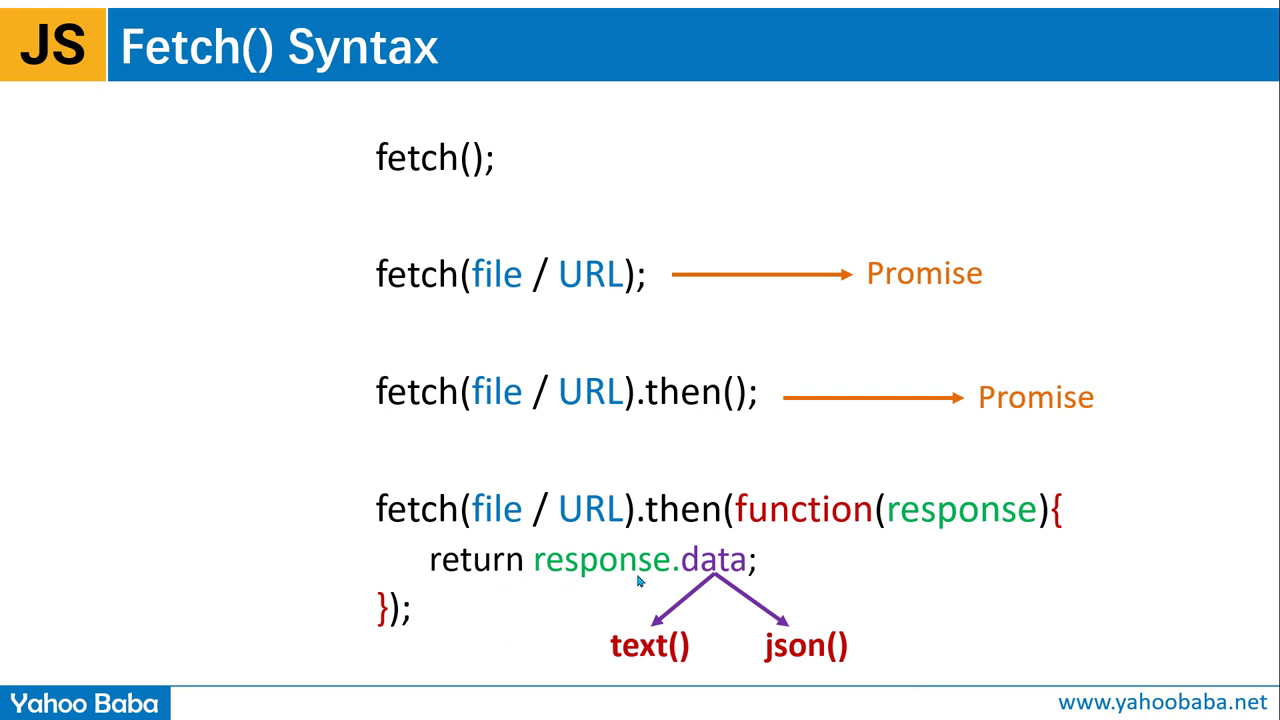 JS Fetch() Syntax
fetch();
fetch(file / URL); Promise
fetch(file / URL).then(); Promise
fetch(file / URL).then(function(response){
return response.data;
});
text() json()
Yahoo Baba www.yahoobaba.net